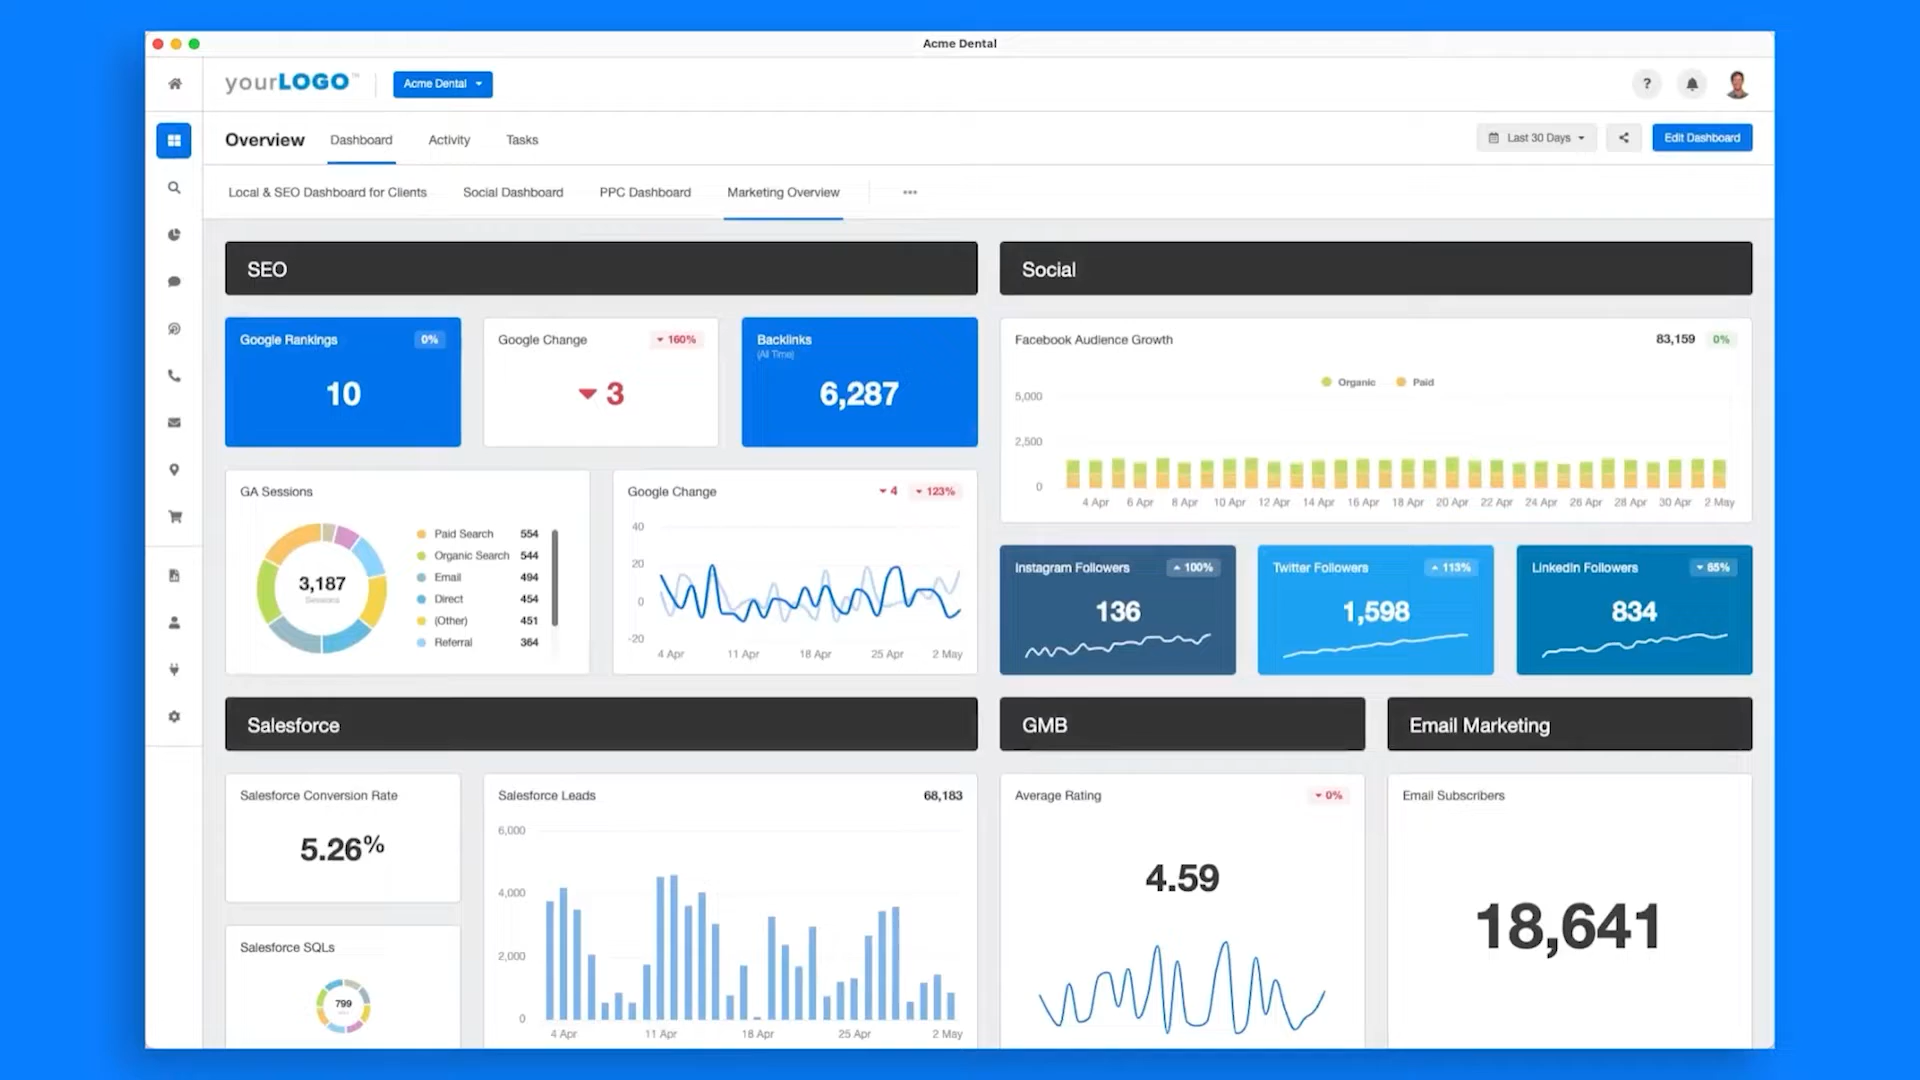 Acme Dental
yourLOGO™
Acme Dental
?
Overview
Dashboard
Activity
Tasks
Last 30 Days
Edit Dashboard
Local & SEO Dashboard for Clients
Social Dashboard
PPC Dashboard
Marketing Overview
SEO
Google Rankings
0%
10
Google Change
160%
3
Backlinks
(All Time)
6,287
GA Sessions
3,187
Sessions
Paid Search 554
Organic Search 544
Email 494
Direct 454
(Other) 451
Referral 364
Google Change
4
123%
40
20
0
-20
4 Apr 11 Apr 18 Apr 25 Apr 2 May
Social
Facebook Audience Growth
83,159
0%
Organic Paid
5,000
2,500
0
4 Apr 6 Apr 8 Apr 10 Apr 12 Apr 14 Apr 16 Apr 18 Apr 20 Apr 22 Apr 24 Apr 26 Apr 28 Apr 30 Apr 2 May
Instagram Followers
100%
136
Twitter Followers
113%
1,598
LinkedIn Followers
85%
834
Salesforce
Salesforce Conversion Rate
5.26%
Salesforce SQLs
799
Salesforce Leads
68,183
6,000
4,000
2,000
0
4 Apr 11 Apr 18 Apr 25 Apr 2 May
GMB
Average Rating
0%
4.59
Email Marketing
Email Subscribers
18,641